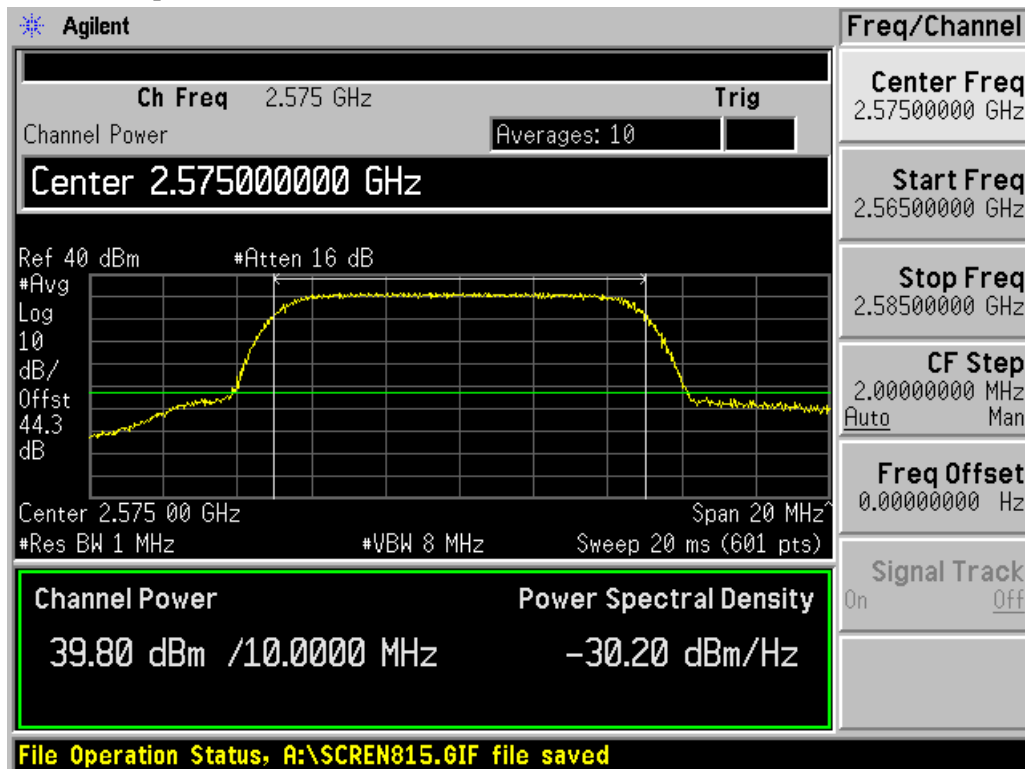 Agilent
Freq/Channel
Ch Freq 2.575 GHz Trig
Channel Power Averages: 10
Center 2.575000000 GHz
Ref 40 dBm #Atten 16 dB
#Avg
Log
10
dB/
Offst
44.3
dB
Center 2.575 00 GHz Span 20 MHz^
#Res BW 1 MHz #VBW 8 MHz Sweep 20 ms (601 pts)
Channel Power Power Spectral Density
39.80 dBm /10.0000 MHz -30.20 dBm/Hz
File Operation Status, A:\SCREN815.GIF file saved
Center Freq
2.57500000 GHz
Start Freq
2.56500000 GHz
Stop Freq
2.58500000 GHz
CF Step
2.00000000 MHz
Auto Man
Freq Offset
0.00000000 Hz
Signal Track
On Off